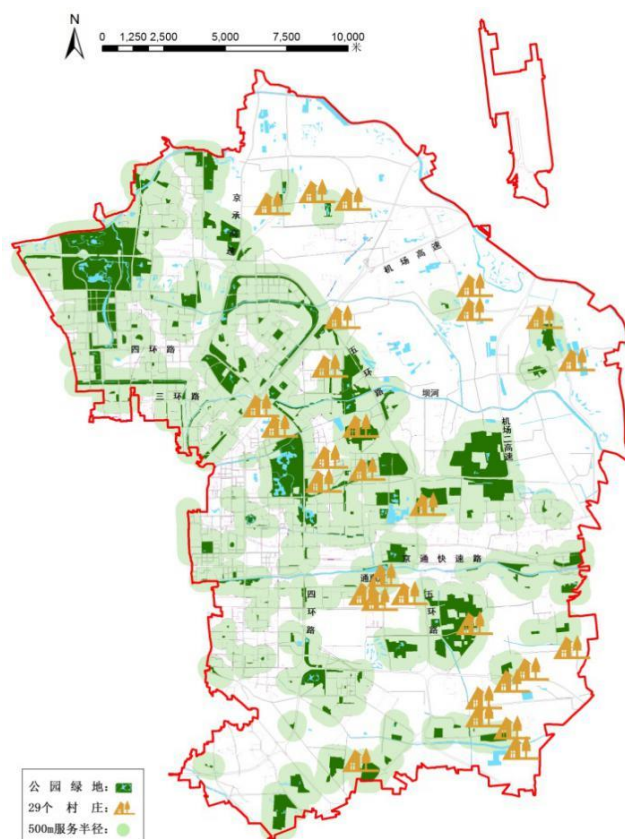 N
0 1,250 2,500 5,000 7,500 10,000
米
京承高速
机场高速
四环路
三环路
五环路
坝河
机场二高速
京通快速路
四环路
五环路
公园绿地:
29个村庄:
500m服务半径: